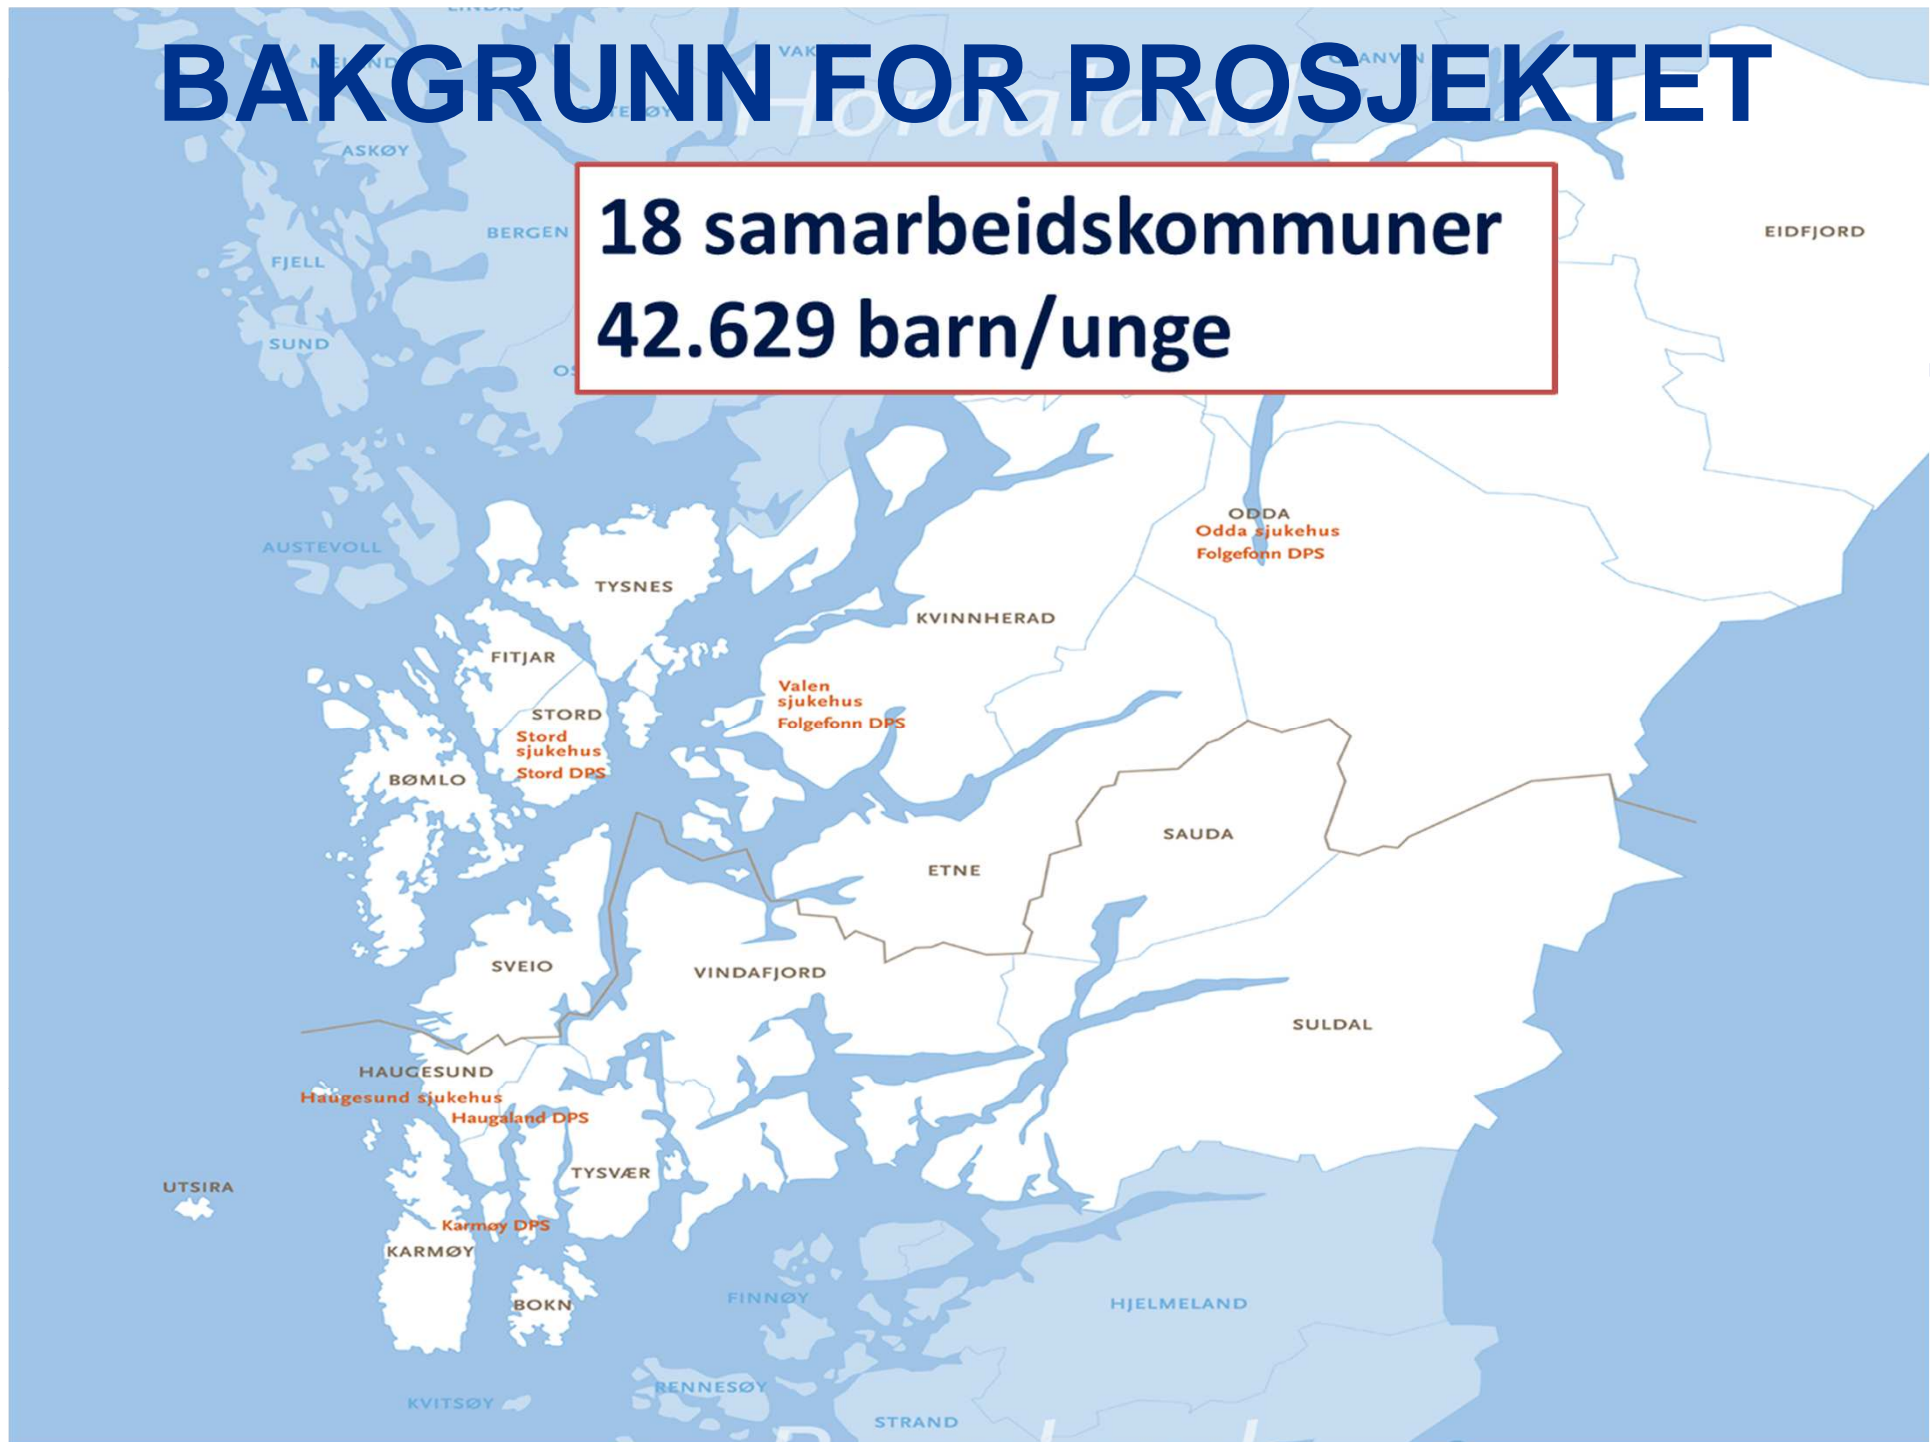 BAKGRUNN FOR PROSJEKTET
Hordaland
ASKØY
18 samarbeidskommuner
42.629 barn/unge
BERGEN
EIDFJORD
FJELL
SUND
ODDA
Odda sjukehus
Folgefonn DPS
AUSTEVOLL
TYSNES
KVINNHERAD
FITJAR
Valen
sjukehus
Folgefonn DPS
STORD
Stord
sjukehus
Stord DPS
BØMLO
SAUDA
ETNE
SVEIO
VINDAFJORD
SULDAL
HAUGESUND
Haugesund sjukehus
Haugaland DPS
TYSVÆR
UTSIRA
Karmøy DPS
KARMØY
BOKN
FINNØY
HJELMELAND
RENNESØY
KVITSØY
STRAND